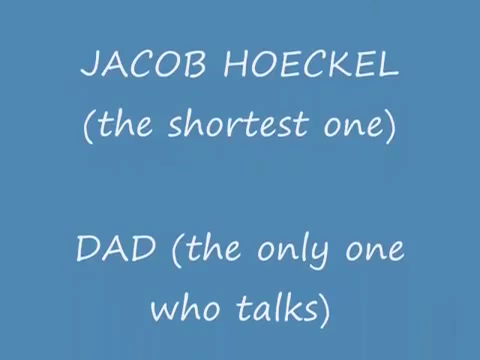 JACOB HOECKEL
(the shortest one)
DAD (the only one
who talks)